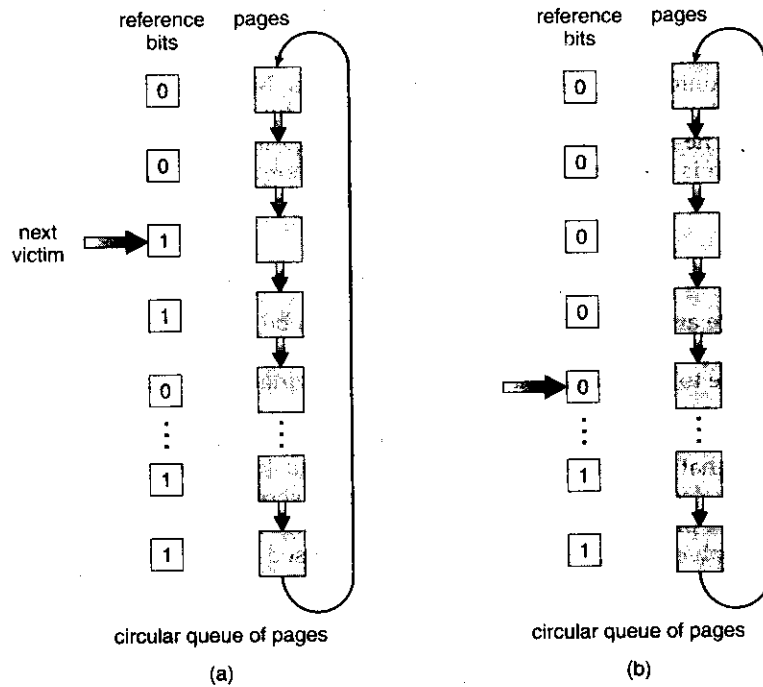 reference
bits
pages
0
0
next
victim
1
1
0
1
1
circular queue of pages
(a)
reference
bits
pages
0
0
0
0
0
1
1
circular queue of pages
(b)